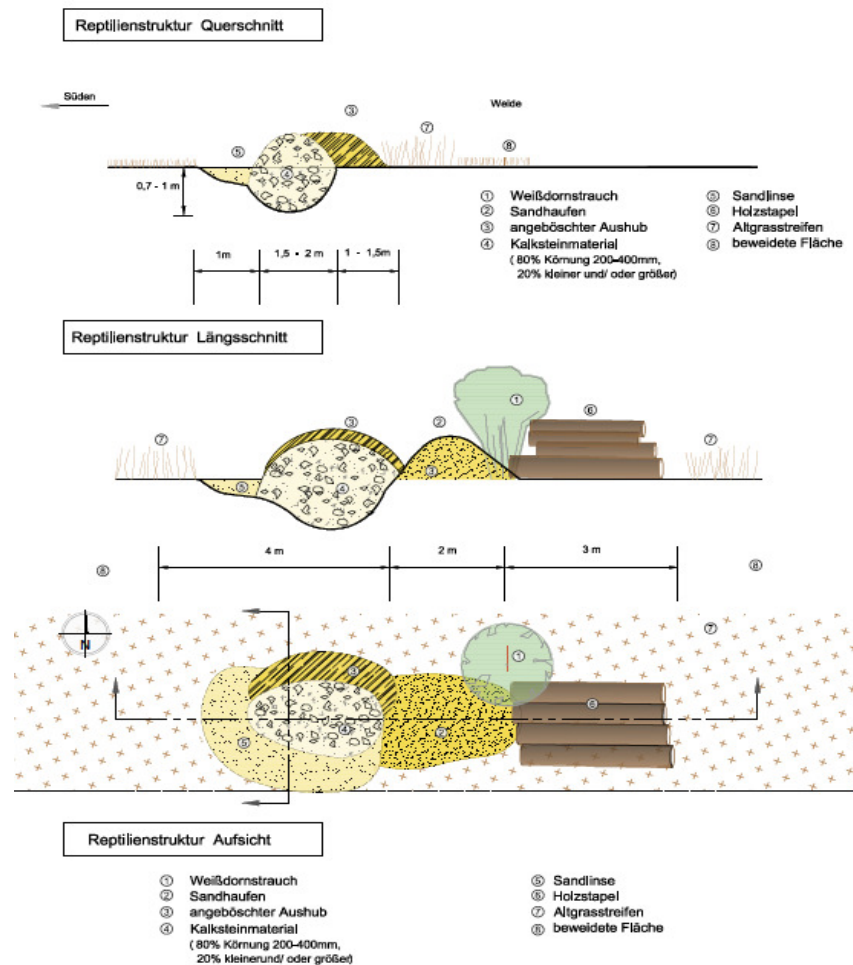 Reptilienstruktur Querschnitt
Süden
③
Weide
⑦
⑤
⑧
④
0,7 - 1 m
① Weißdornstrauch
② Sandhaufen
③ angeböschter Aushub
④ Kalksteinmaterial
( 80% Körnung 200-400mm,
20% kleiner und/ oder größer)
⑤ Sandlinse
⑥ Holzstapel
⑦ Altgrasstreifen
⑧ beweidete Fläche
1m
1,5 - 2 m
1 - 1,5m
Reptilienstruktur Längsschnitt
①
⑥
③
②
⑦
⑦
③
⑤
④
4 m
2 m
3 m
⑧
⑧
N
⑦
①
③
⑥
④
②
⑤
Reptilienstruktur Aufsicht
① Weißdornstrauch
② Sandhaufen
③ angeböschter Aushub
④ Kalksteinmaterial
( 80% Körnung 200-400mm,
20% kleinerund/ oder größer)
⑤ Sandlinse
⑥ Holzstapel
⑦ Altgrasstreifen
⑧ beweidete Fläche